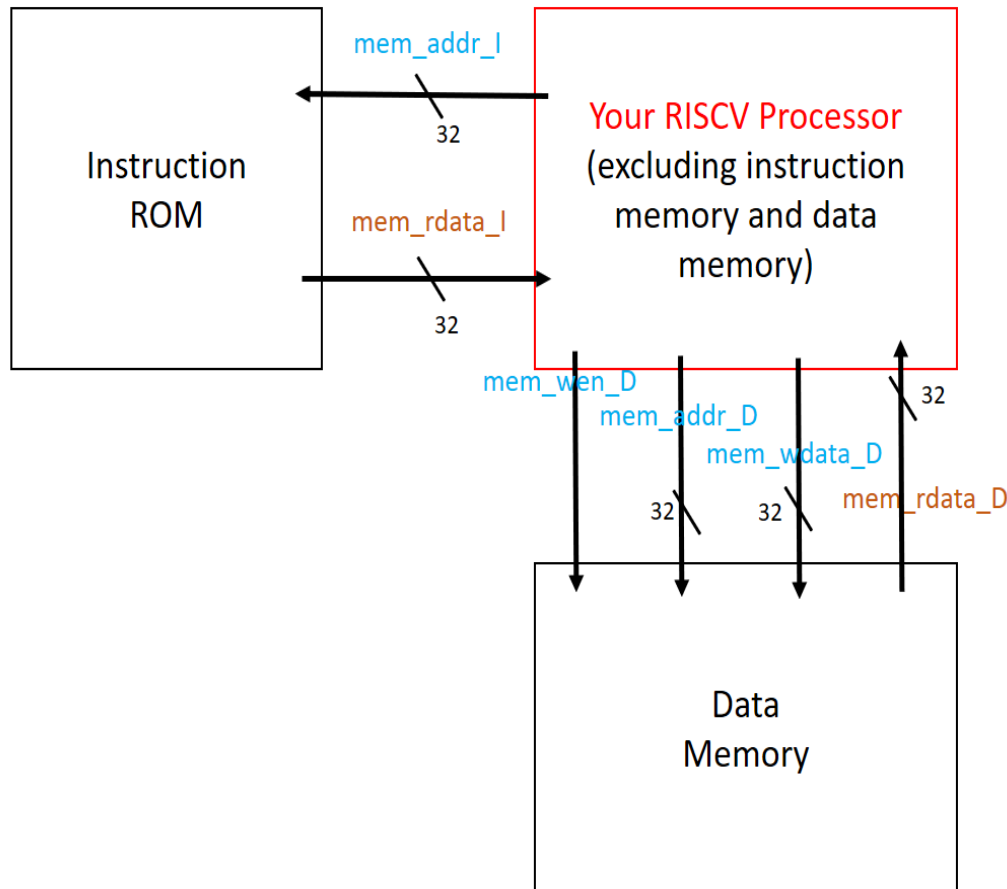 mem_addr_I
32
Instruction
ROM
mem_rdata_I
32
Your RISCV Processor
(excluding instruction
memory and data
memory)
mem_wen_D
mem_addr_D
32
mem_wdata_D
32
32
mem_rdata_D
Data
Memory